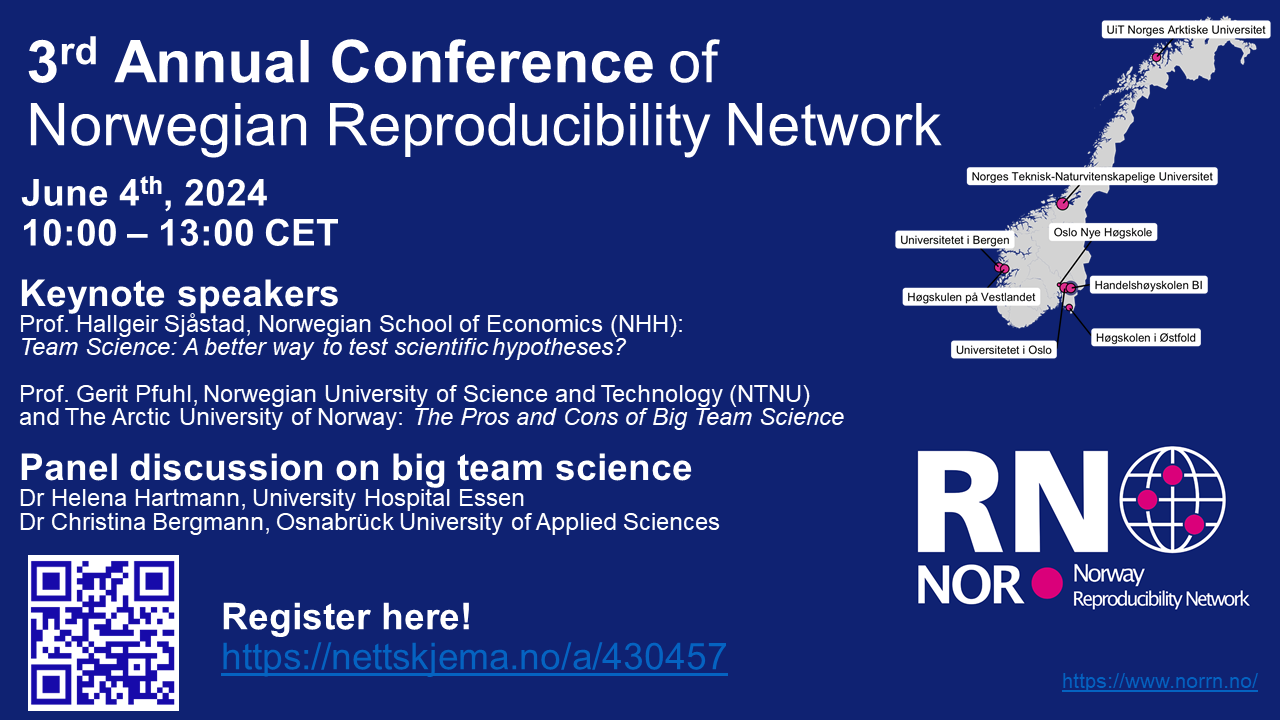 3rd Annual Conference of
Norwegian Reproducibility Network
June 4th, 2024
10:00 – 13:00 CET
Keynote speakers
Prof. Hallgeir Sjåstad, Norwegian School of Economics (NHH):
Team Science: A better way to test scientific hypotheses?
Prof. Gerit Pfuhl, Norwegian University of Science and Technology (NTNU)
and The Arctic University of Norway: The Pros and Cons of Big Team Science
Panel discussion on big team science
Dr Helena Hartmann, University Hospital Essen
Dr Christina Bergmann, Osnabrück University of Applied Sciences
Register here!
https://nettskjema.no/a/430457
UiT Norges Arktiske Universitet
Norges Teknisk-Naturvitenskapelige Universitet
Oslo Nye Høgskole
Universitetet i Bergen
Handelshøyskolen BI
Høgskulen på Vestlandet
Høgskolen i Østfold
Universitetet i Oslo
RN
NOR
Norway
Reproducibility Network
https://www.norrn.no/